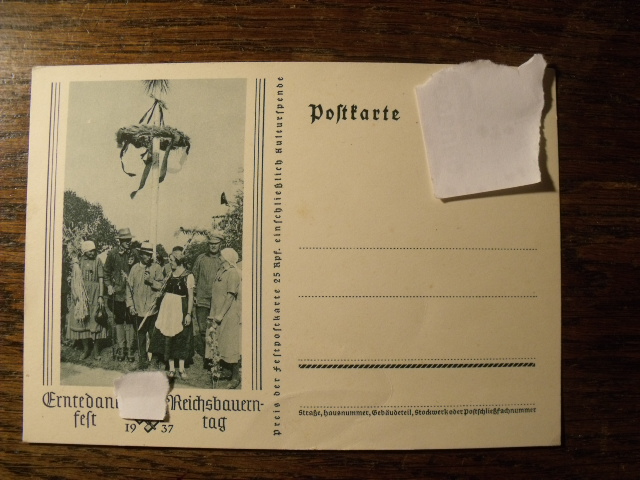 Postkarte
Preis der Festpostkarte 25 Rpf. einschließlich Kulturspende
Erntedan Reichsbauern-
fest tag
19 37
Straße, Hausnummer, Gebäudeteil, Stockwerk oder Postschließfachnummer